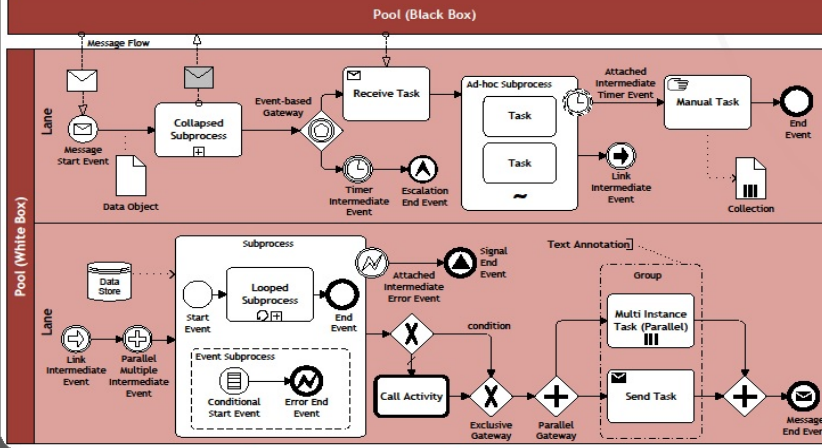 Pool (Black Box)
Message Flow
Pool (White Box)
Lane
Message
Start Event
Data Object
Collapsed
Subprocess
Event-based
Gateway
Receive Task
Timer
Intermediate
Event
Escalation
End Event
Ad-hoc Subprocess
Task
Task
~
Attached
Intermediate
Timer Event
Link
Intermediate
Event
Manual Task
Collection
End
Event
Lane
Data
Store
Link
Intermediate
Event
Parallel
Multiple
Intermediate
Event
Subprocess
Start
Event
Looped
Subprocess
End
Event
Event Subprocess
Conditional
Start Event
Error End
Event
Attached
Intermediate
Error Event
Signal
End
Event
condition
Call Activity
Exclusive
Gateway
Parallel
Gateway
Text Annotation
Group
Multi Instance
Task (Parallel)
Send Task
Message
End Event